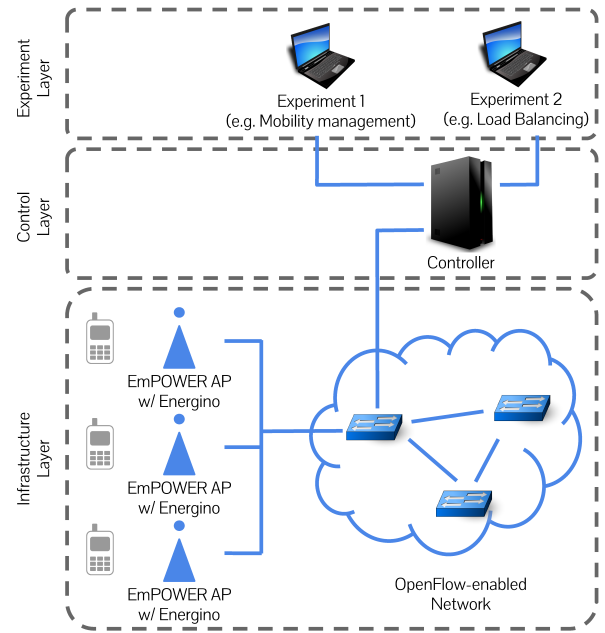 Experiment
Layer
Experiment 1
(e.g. Mobility management)
Experiment 2
(e.g. Load Balancing)
Control
Layer
Controller
Infrastructure
Layer
EmPOWER AP
w/ Energino
EmPOWER AP
w/ Energino
EmPOWER AP
w/ Energino
OpenFlow-enabled
Network